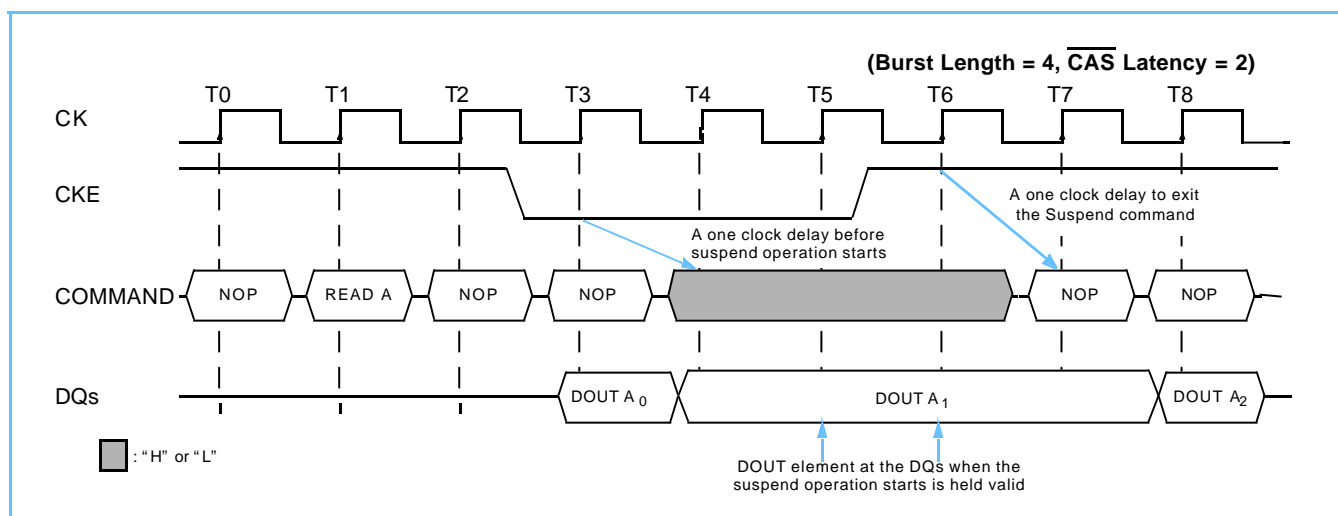 (Burst Length = 4, CAS Latency = 2)
T0 T1 T2 T3 T4 T5 T6 T7 T8
CK
CKE
A one clock delay to exit
the Suspend command
A one clock delay before
suspend operation starts
COMMAND NOP READ A NOP NOP NOP NOP
DQs DOUT A0 DOUT A1 DOUT A2
: “H” or “L”
DOUT element at the DQs when the
suspend operation starts is held valid